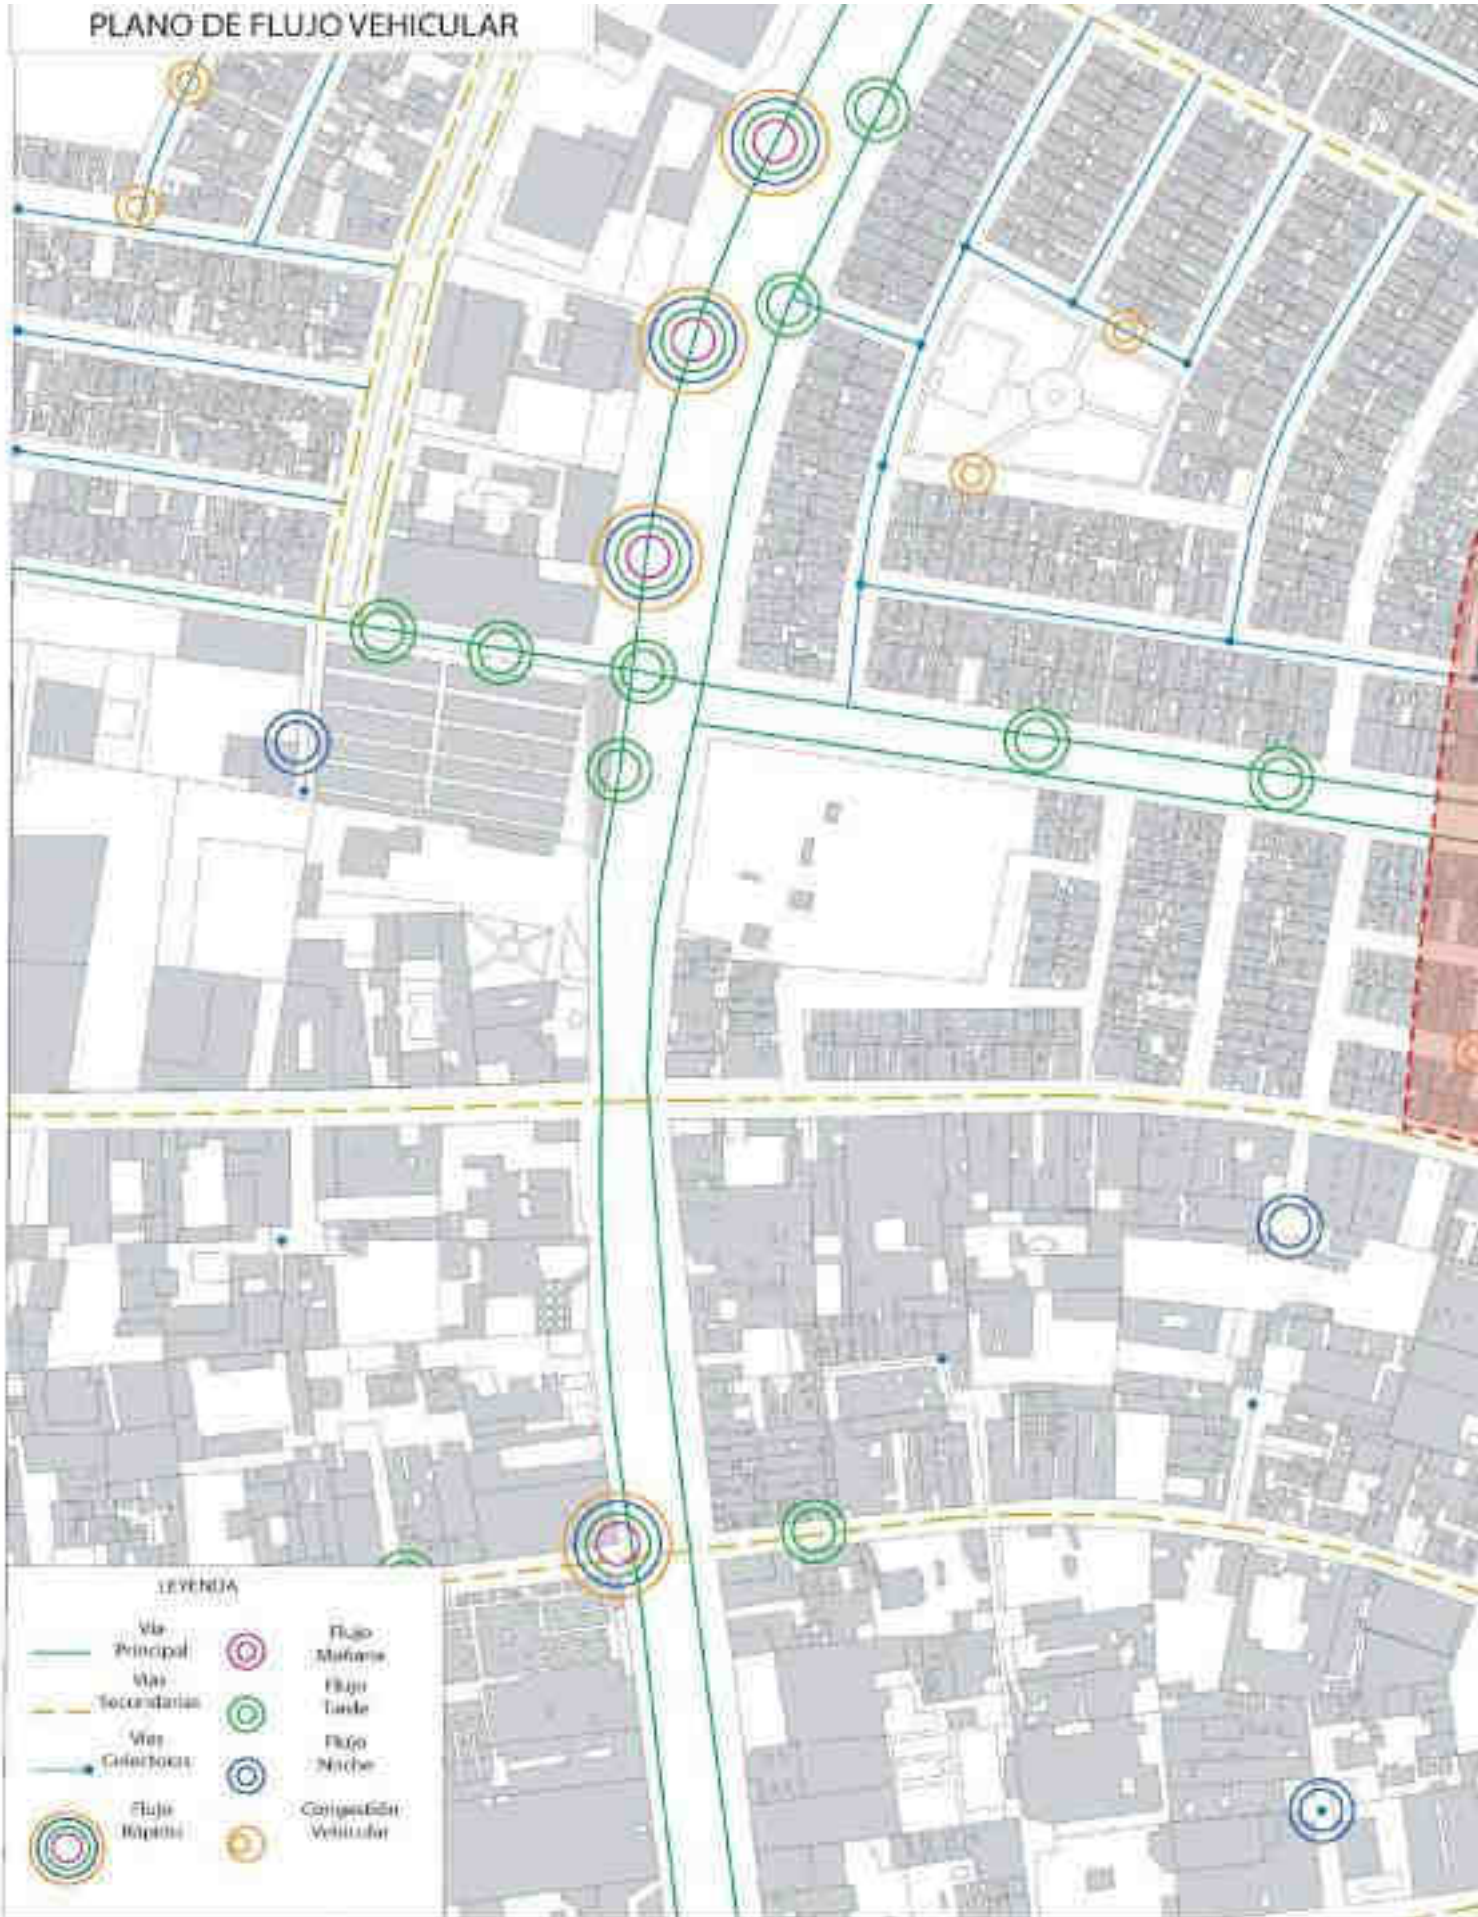 PLANO DE FLUJO VEHICULAR
LEYENDA
Vía
Principal
Flujo
Mañana
Vías
Secundarias
Flujo
Tarde
Vías
Colectoras
Flujo
Noche
Flujo
Rápido
Congestión
Vehicular